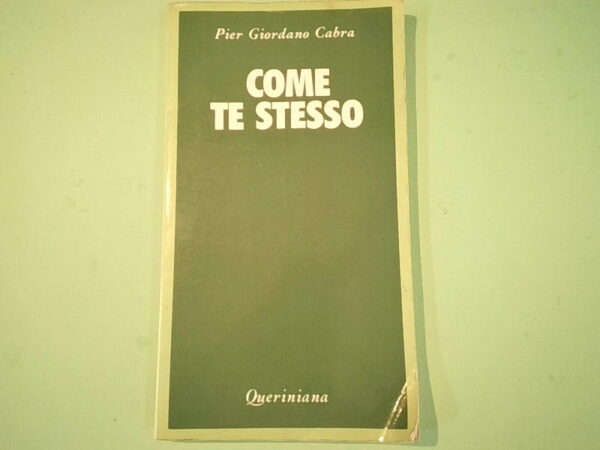 Pier Giordano Cabra
COME
TE STESSO
Queriniana